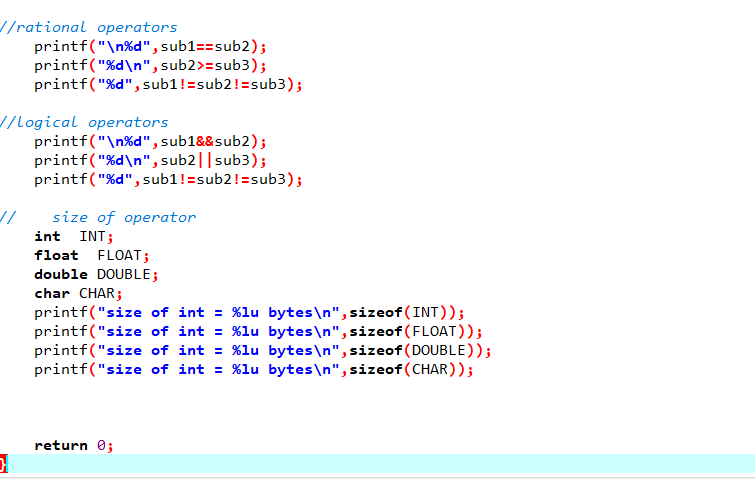 //rational operators
printf("\n%d",sub1==sub2);
printf("%d\n",sub2>=sub3);
printf("%d",sub1!=sub2!=sub3);
//logical operators
printf("\n%d",sub1&&sub2);
printf("%d\n",sub2||sub3);
printf("%d",sub1!=sub2!=sub3);
// size of operator
int INT;
float FLOAT;
double DOUBLE;
char CHAR;
printf("size of int = %lu bytes\n",sizeof(INT));
printf("size of int = %lu bytes\n",sizeof(FLOAT));
printf("size of int = %lu bytes\n",sizeof(DOUBLE));
printf("size of int = %lu bytes\n",sizeof(CHAR));
return 0;
}